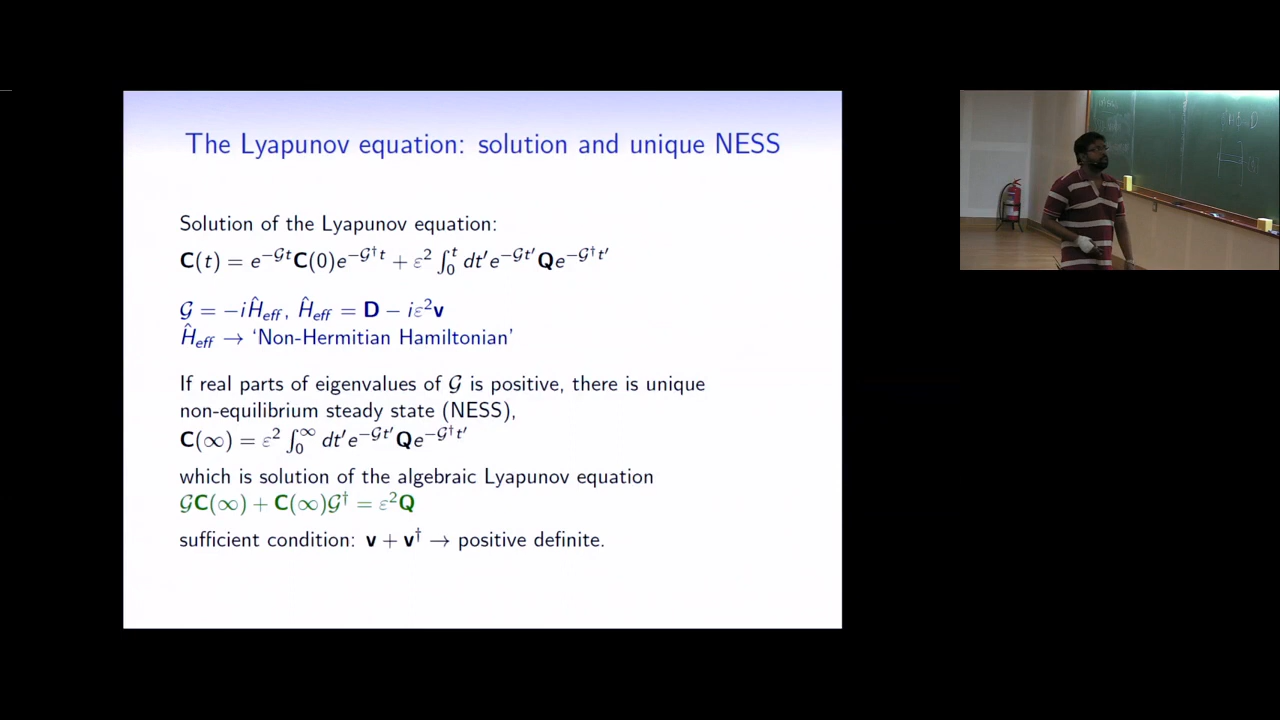 The Lyapunov equation: solution and unique NESS
Solution of the Lyapunov equation:
C(t) = e^{-𝒢t}C(0)e^{-𝒢†t} + ε² ∫₀ᵗ dt′e^{-𝒢t′}Qe^{-𝒢†t′}
𝒢 = −iĤ_eff, Ĥ_eff = D − iε²v
Ĥ_eff → ‘Non-Hermitian Hamiltonian’
If real parts of eigenvalues of 𝒢 is positive, there is unique
non-equilibrium steady state (NESS),
C(∞) = ε² ∫₀^∞ dt′e^{-𝒢t′}Qe^{-𝒢†t′}
which is solution of the algebraic Lyapunov equation
𝒢C(∞) + C(∞)𝒢† = ε²Q
sufficient condition: v + v† → positive definite.